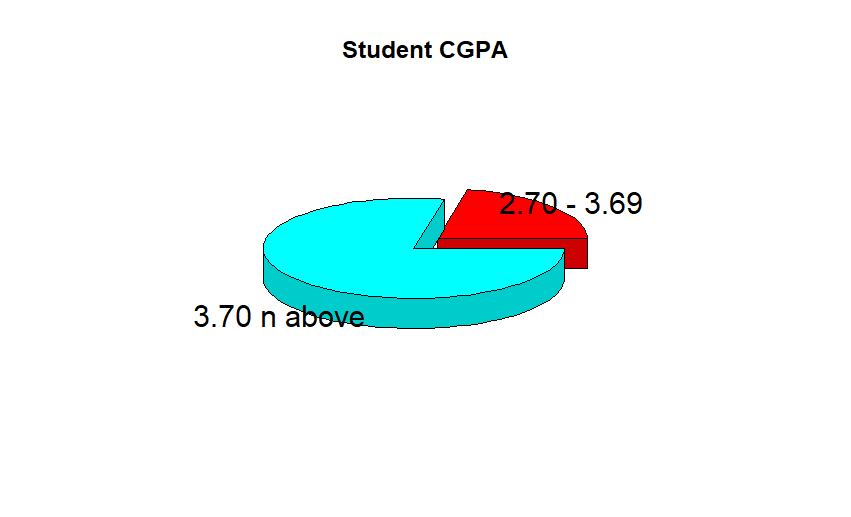 Student CGPA
2.70 - 3.69
3.70 n above